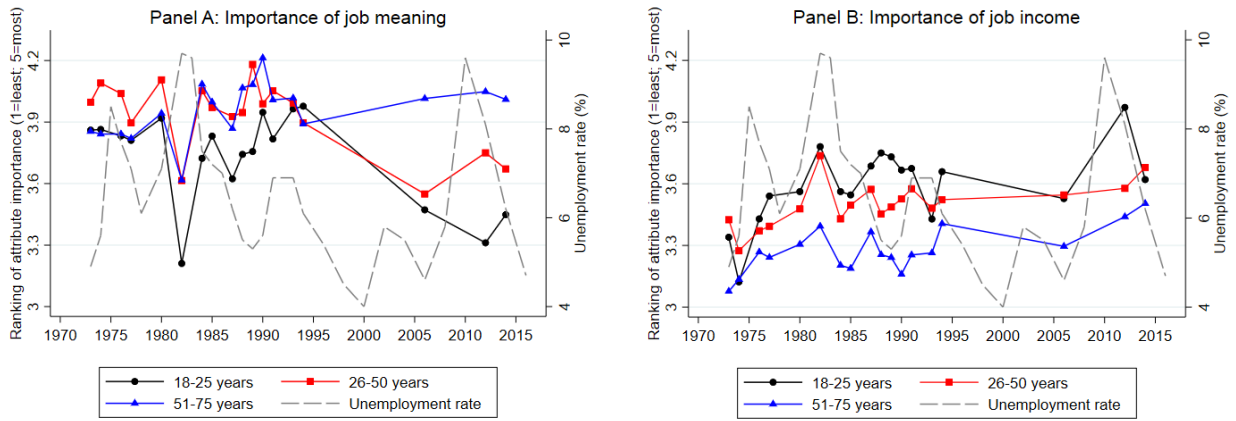 Panel A: Importance of job meaning
Ranking of attribute importance (1=least; 5=most)
4.2
3.9
3.6
3.3
3
10
8
6
4
Unemployment rate (%)
1970 1975 1980 1985 1990 1995 2000 2005 2010 2015
18-25 years 26-50 years
51-75 years Unemployment rate
Panel B: Importance of job income
Ranking of attribute importance (1=least; 5=most)
4.2
3.9
3.6
3.3
3
10
8
6
4
Unemployment rate (%)
1970 1975 1980 1985 1990 1995 2000 2005 2010 2015
18-25 years 26-50 years
51-75 years Unemployment rate